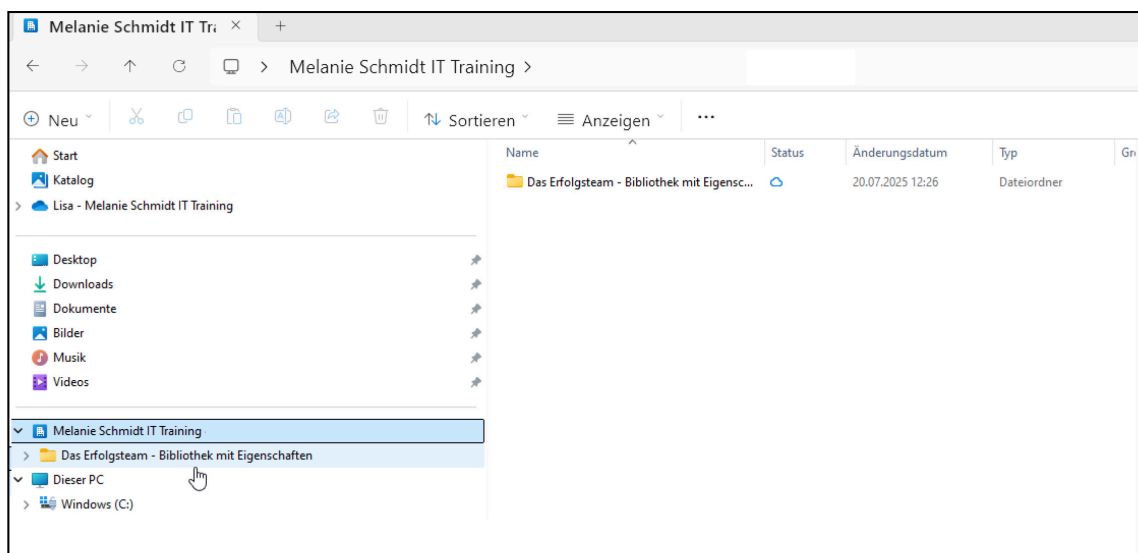 Melanie Schmidt IT Tra
Melanie Schmidt IT Training >
Neu
Sortieren
Anzeigen
...
Start
Katalog
Lisa - Melanie Schmidt IT Training
Desktop
Downloads
Dokumente
Bilder
Musik
Videos
Melanie Schmidt IT Training
Das Erfolgsteam - Bibliothek mit Eigenschaften
Dieser PC
Windows (C:)
Name Status Änderungsdatum Typ Grö
Das Erfolgsteam - Bibliothek mit Eigensc... 20.07.2025 12:26 Dateiordner